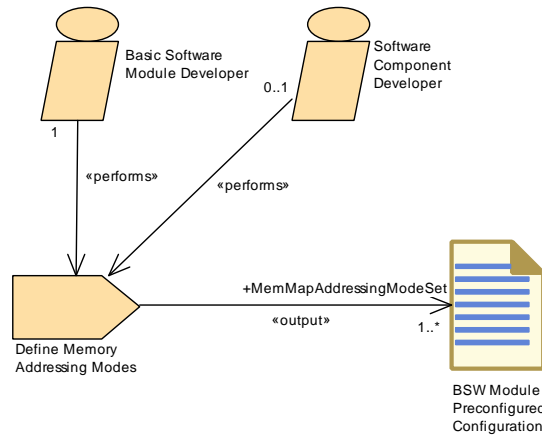 Basic Software
Module Developer
Software
Component
Developer
1
0..1
«performs»
«performs»
+MemMapAddressingModeSet
«output»
1..*
Define Memory
Addressing Modes
BSW Module
Preconfigured
Configuration